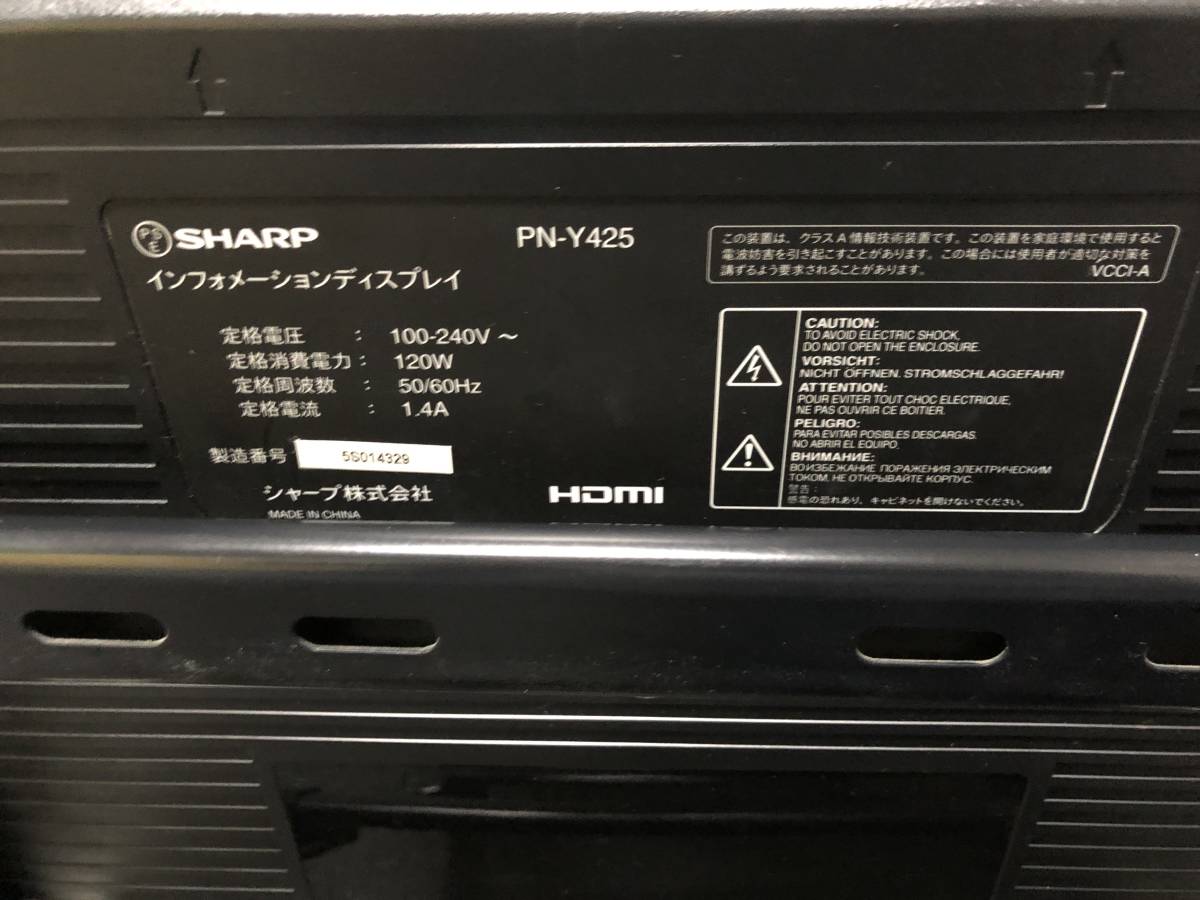 PS
E
SHARP
PN-Y425
インフォメーションディスプレイ
定格電圧 : 100-240V ~
定格消費電力 : 120W
定格周波数 : 50/60Hz
定格電流 : 1.4A
製造番号 5S014329
シャープ株式会社
MADE IN CHINA
HDMI
この装置は、クラスA情報技術装置です。この装置を家庭環境で使用すると
電波妨害を引き起こすことがあります。この場合には使用者が適切な対策を
講ずるよう要求されることがあります。 VCCI-A
CAUTION:
TO AVOID ELECTRIC SHOCK,
DO NOT OPEN THE ENCLOSURE.
VORSICHT:
NICHT ÖFFNEN. STROMSCHLAGGEFAHR!
ATTENTION:
POUR EVITER TOUT CHOC ELECTRIQUE,
NE PAS OUVRIR CE BOITIER.
PELIGRO:
PARA EVITAR POSIBLES DESCARGAS
NO ABRIR EL EQUIPO.
ВНИМАНИЕ:
ВО ИЗБЕЖАНИЕ ПОРАЖЕНИЯ ЭЛЕКТРИЧЕСКИМ
ТОКОМ, НЕ ОТКРЫВАЙТЕ КОРПУС.
警告:
感電の恐れあり、キャビネットを開けないでください。